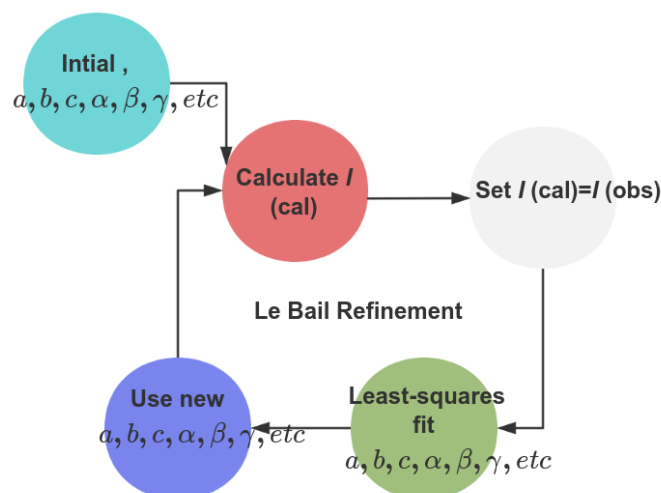 Intial ,
a, b, c, α, β, γ, etc
Calculate I
(cal)
Set I (cal)=I (obs)
Le Bail Refinement
Use new
a, b, c, α, β, γ, etc
Least-squares
fit
a, b, c, α, β, γ, etc